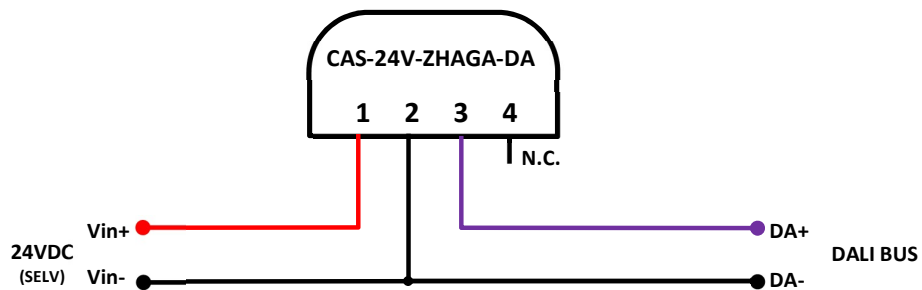 CAS-24V-ZHAGA-DA
1 2 3 4
N.C.
Vin+
DA+
24VDC
(SELV)
DALI BUS
Vin-
DA-